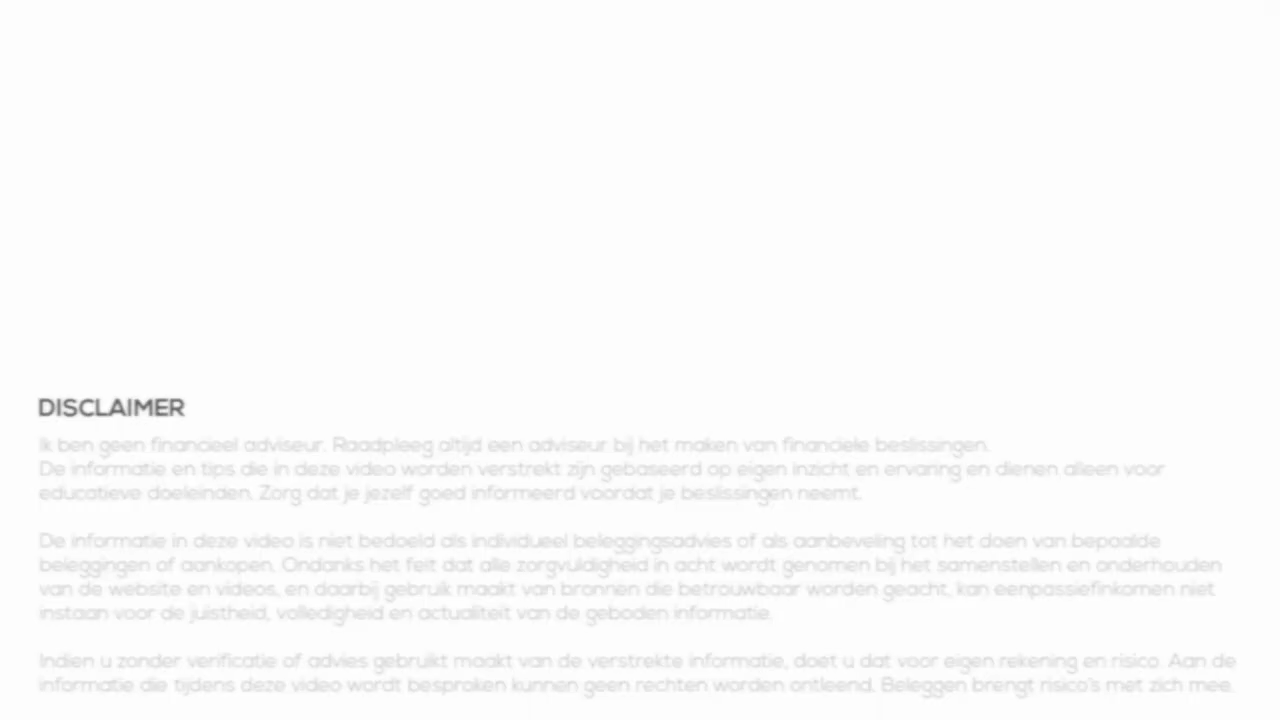 DISCLAIMER
Ik ben geen financieel adviseur. Raadpleeg altijd een adviseur bij het maken van financiële beslissingen.
De informatie en tips die in deze video worden verstrekt zijn gebaseerd op eigen inzicht en ervaring en dienen alleen voor
educatieve doeleinden. Zorg dat je jezelf goed informeerd voordat je beslissingen neemt.
De informatie in deze video is niet bedoeld als individueel beleggingsadvies of als aanbeveling tot het doen van bepaalde
beleggingen of aankopen. Ondanks het feit dat alle zorgvuldigheid in acht wordt genomen bij het samenstellen en onderhouden
van de website en videos, en daarbij gebruik maakt van bronnen die betrouwbaar worden geacht, kan eenpassiefinkomen niet
instaan voor de juistheid, volledigheid en actualiteit van de geboden informatie.
Indien u zonder verificatie of advies gebruikt maakt van de verstrekte informatie, doet u dat voor eigen rekening en risico. Aan de
informatie die tijdens deze video wordt besproken kunnen geen rechten worden ontleend. Beleggen brengt risico's met zich mee.